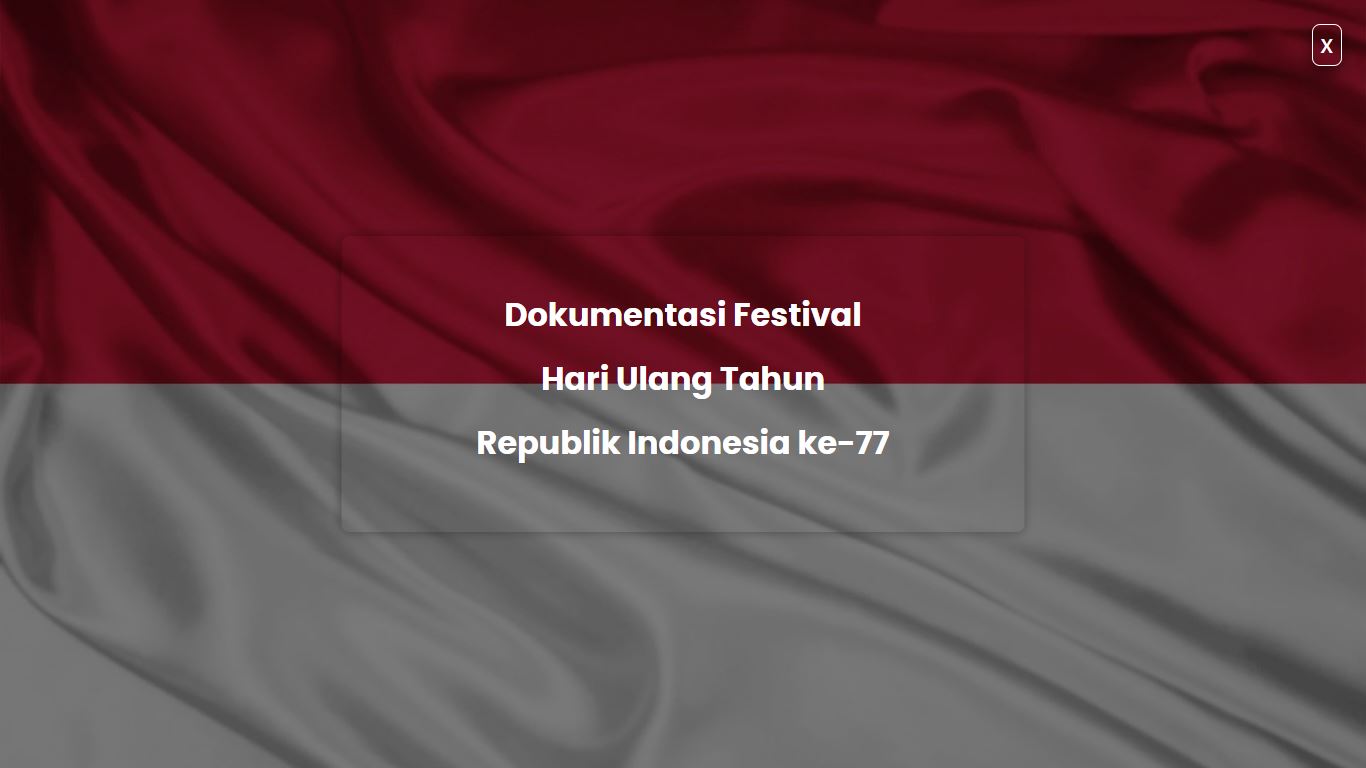 X
Dokumentasi Festival
Hari Ulang Tahun
Republik Indonesia ke-77